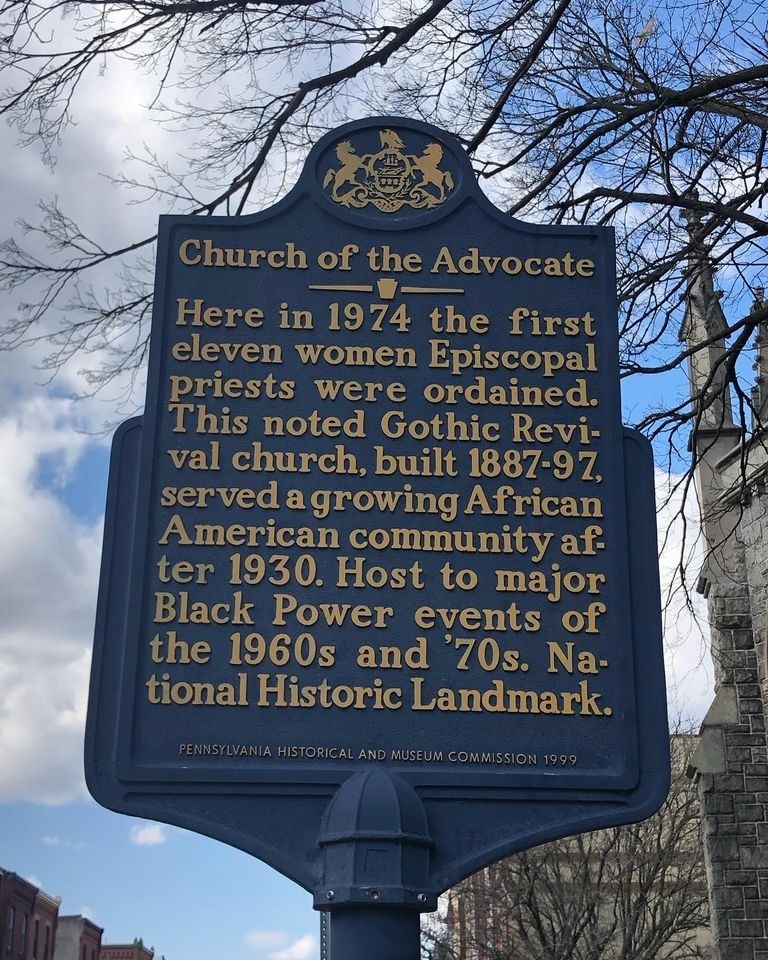 Church of the Advocate
Here in 1974 the first
eleven women Episcopal
priests were ordained.
This noted Gothic Revi-
val church, built 1887-97,
served a growing African
American community af-
ter 1930. Host to major
Black Power events of
the 1960s and '70s. Na-
tional Historic Landmark.
PENNSYLVANIA HISTORICAL AND MUSEUM COMMISSION 1999